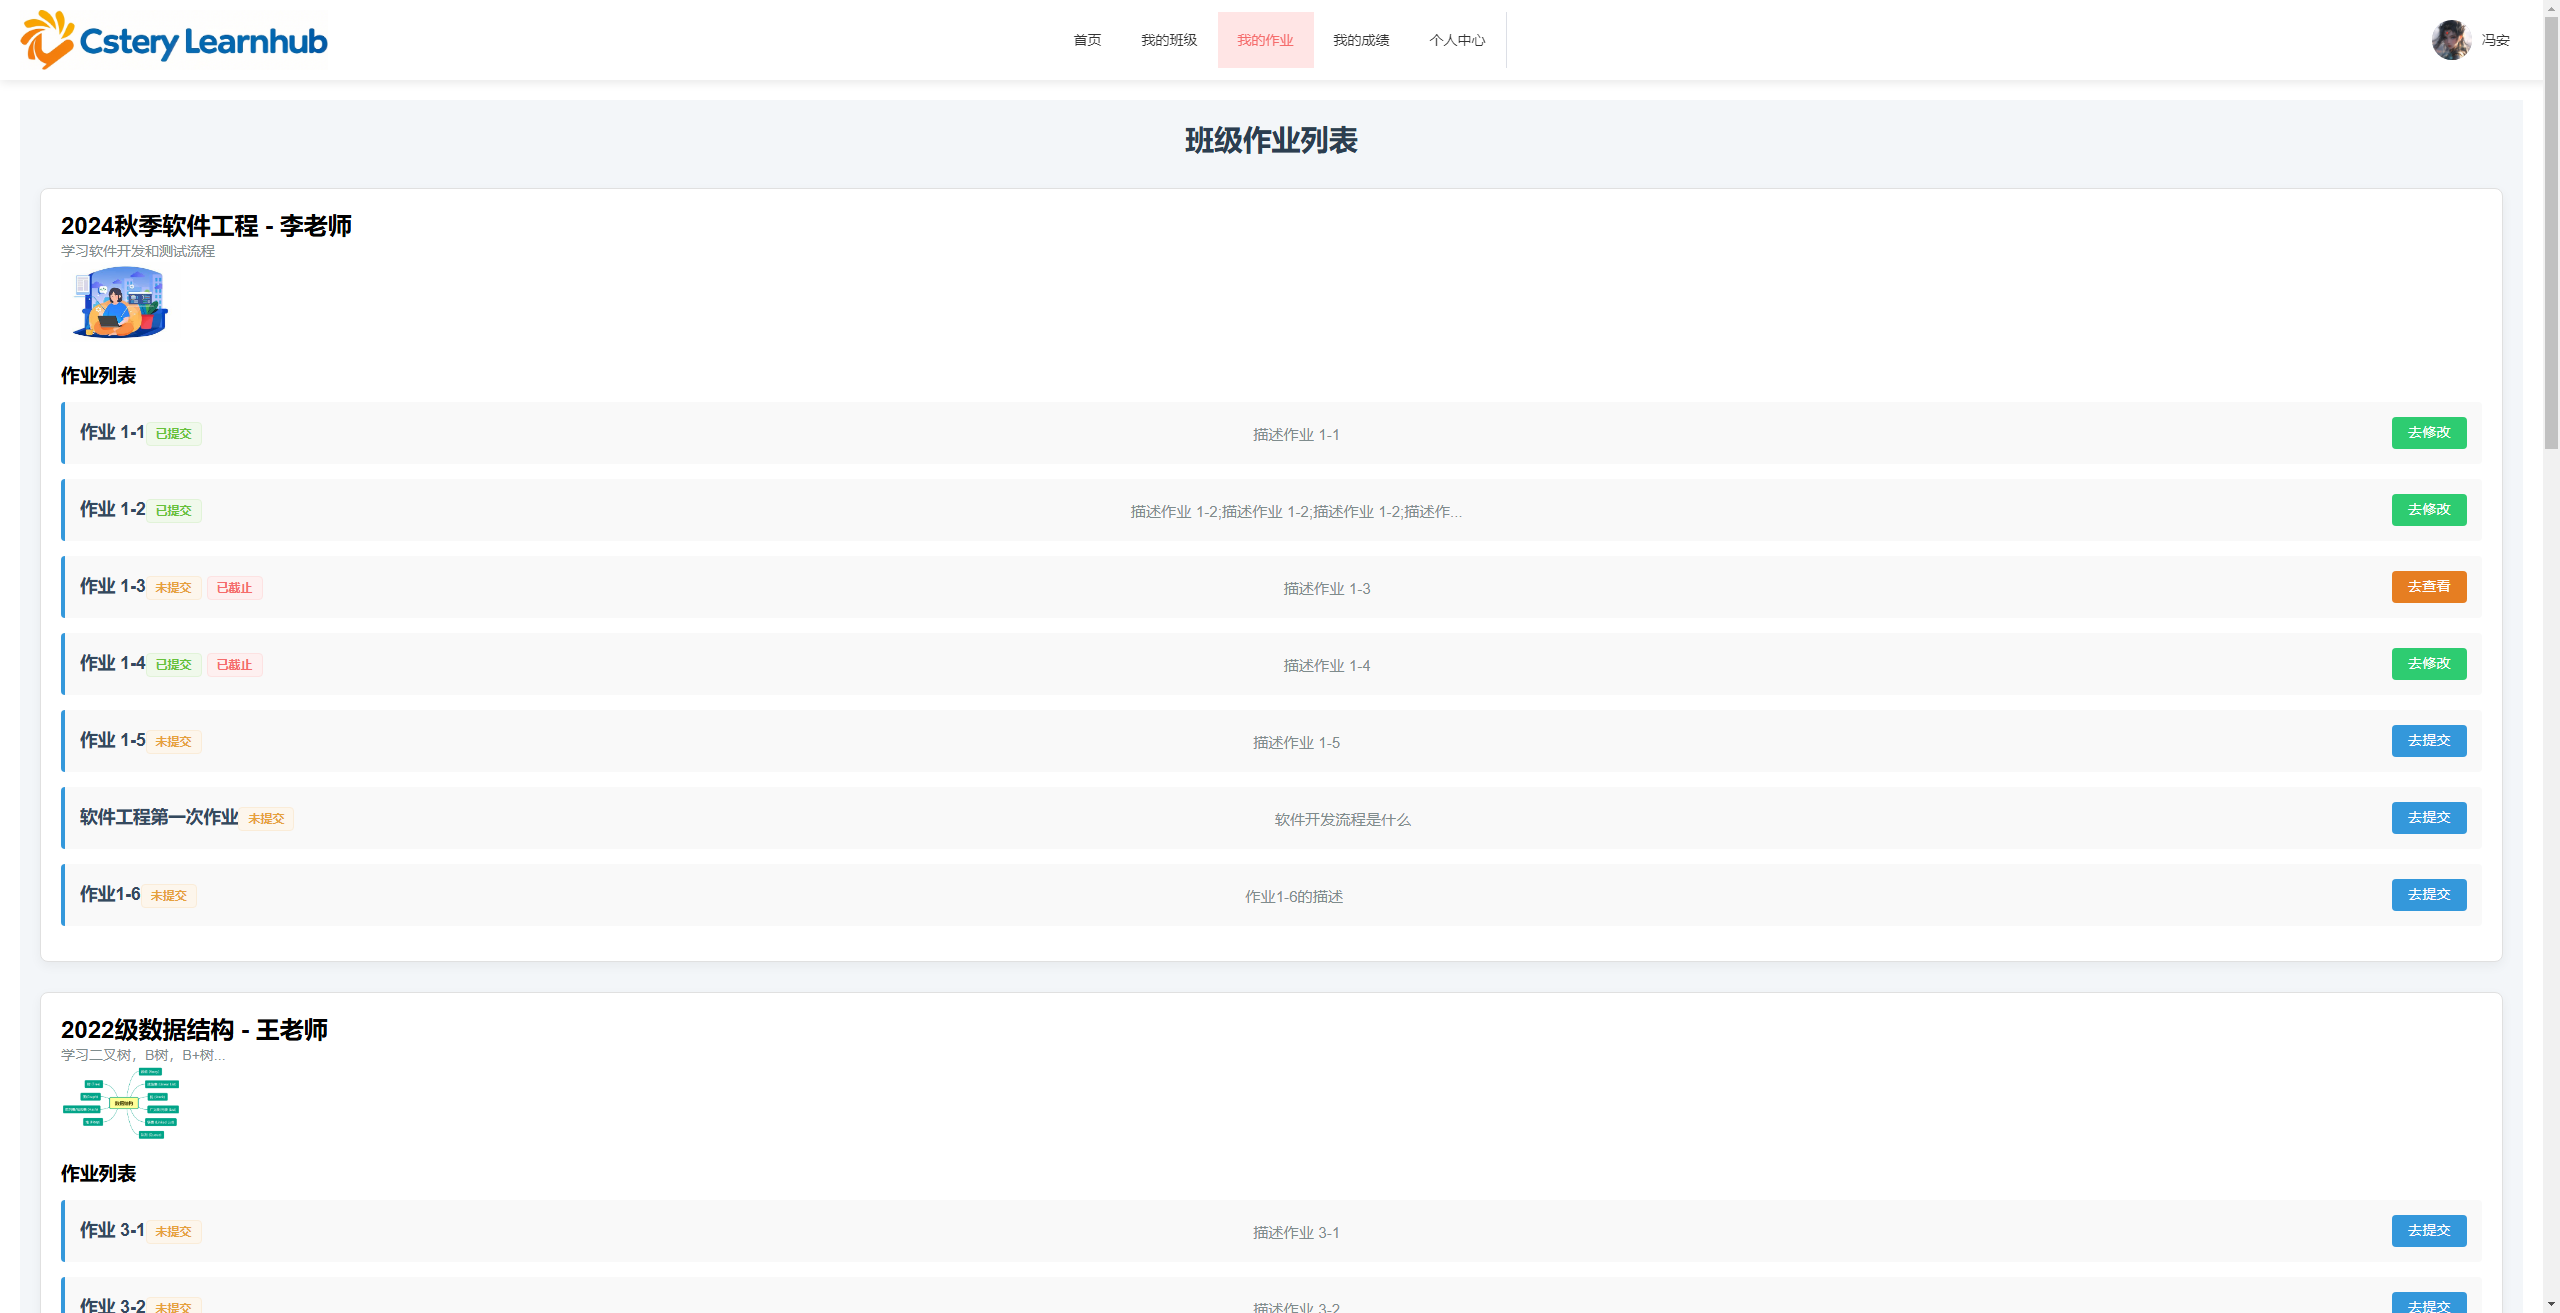 Cstery Learnhub
首页 我的班级 我的作业 我的成绩 个人中心
冯安
班级作业列表
2024秋季软件工程 - 李老师
学习软件开发和测试流程
作业列表
作业 1-1 已提交 描述作业 1-1 去修改
作业 1-2 已提交 描述作业 1-2;描述作业 1-2;描述作业 1-2;描述作... 去修改
作业 1-3 未提交 已截止 描述作业 1-3 去查看
作业 1-4 已提交 已截止 描述作业 1-4 去修改
作业 1-5 未提交 描述作业 1-5 去提交
软件工程第一次作业 未提交 软件开发流程是什么 去提交
作业1-6 未提交 作业1-6的描述 去提交
2022级数据结构 - 王老师
学习二叉树，B树，B+树...
数据结构
作业列表
作业 3-1 未提交 描述作业 3-1 去提交
作业 3-2 未提交 描述作业 3-2 去提交